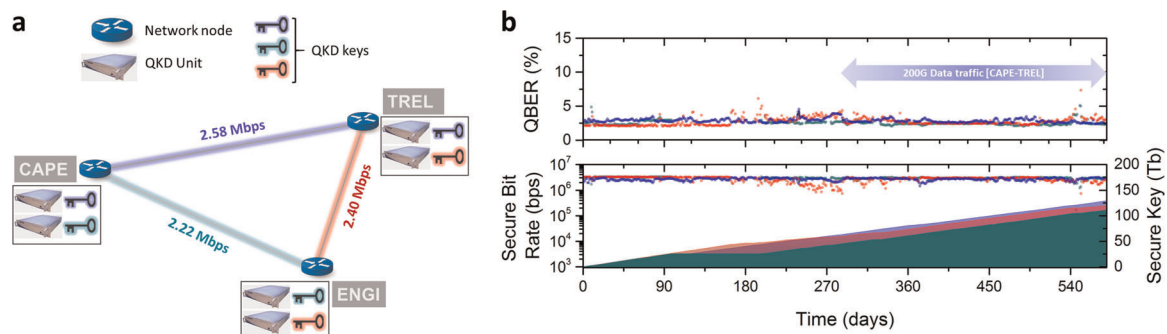 a
Network node
QKD Unit
QKD keys
TREL
2.58 Mbps
CAPE
2.40 Mbps
2.22 Mbps
ENGI
b
15
10
5
0
QBER (%)
200G Data traffic [CAPE-TREL]
10⁷
10⁶
10⁵
10⁴
10³
Secure Bit
Rate (bps)
200
150
100
50
0
Secure Key (Tb)
0 90 180 270 360 450 540
Time (days)